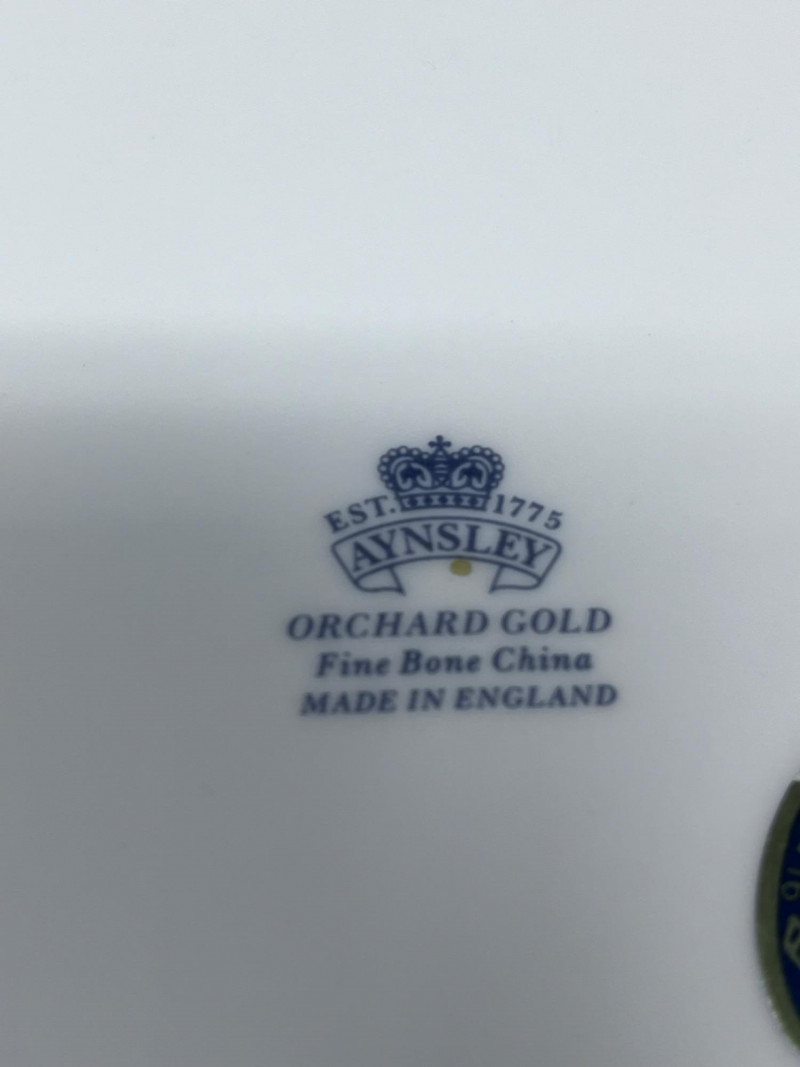 EST. 1775
AYNSLEY
ORCHARD GOLD
Fine Bone China
MADE IN ENGLAND